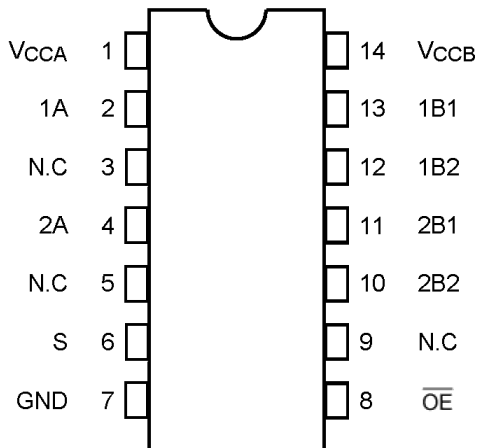 VCCA 1 14 VCCB
1A 2 13 1B1
N.C 3 12 1B2
2A 4 11 2B1
N.C 5 10 2B2
S 6 9 N.C
GND 7 8 O̅E̅